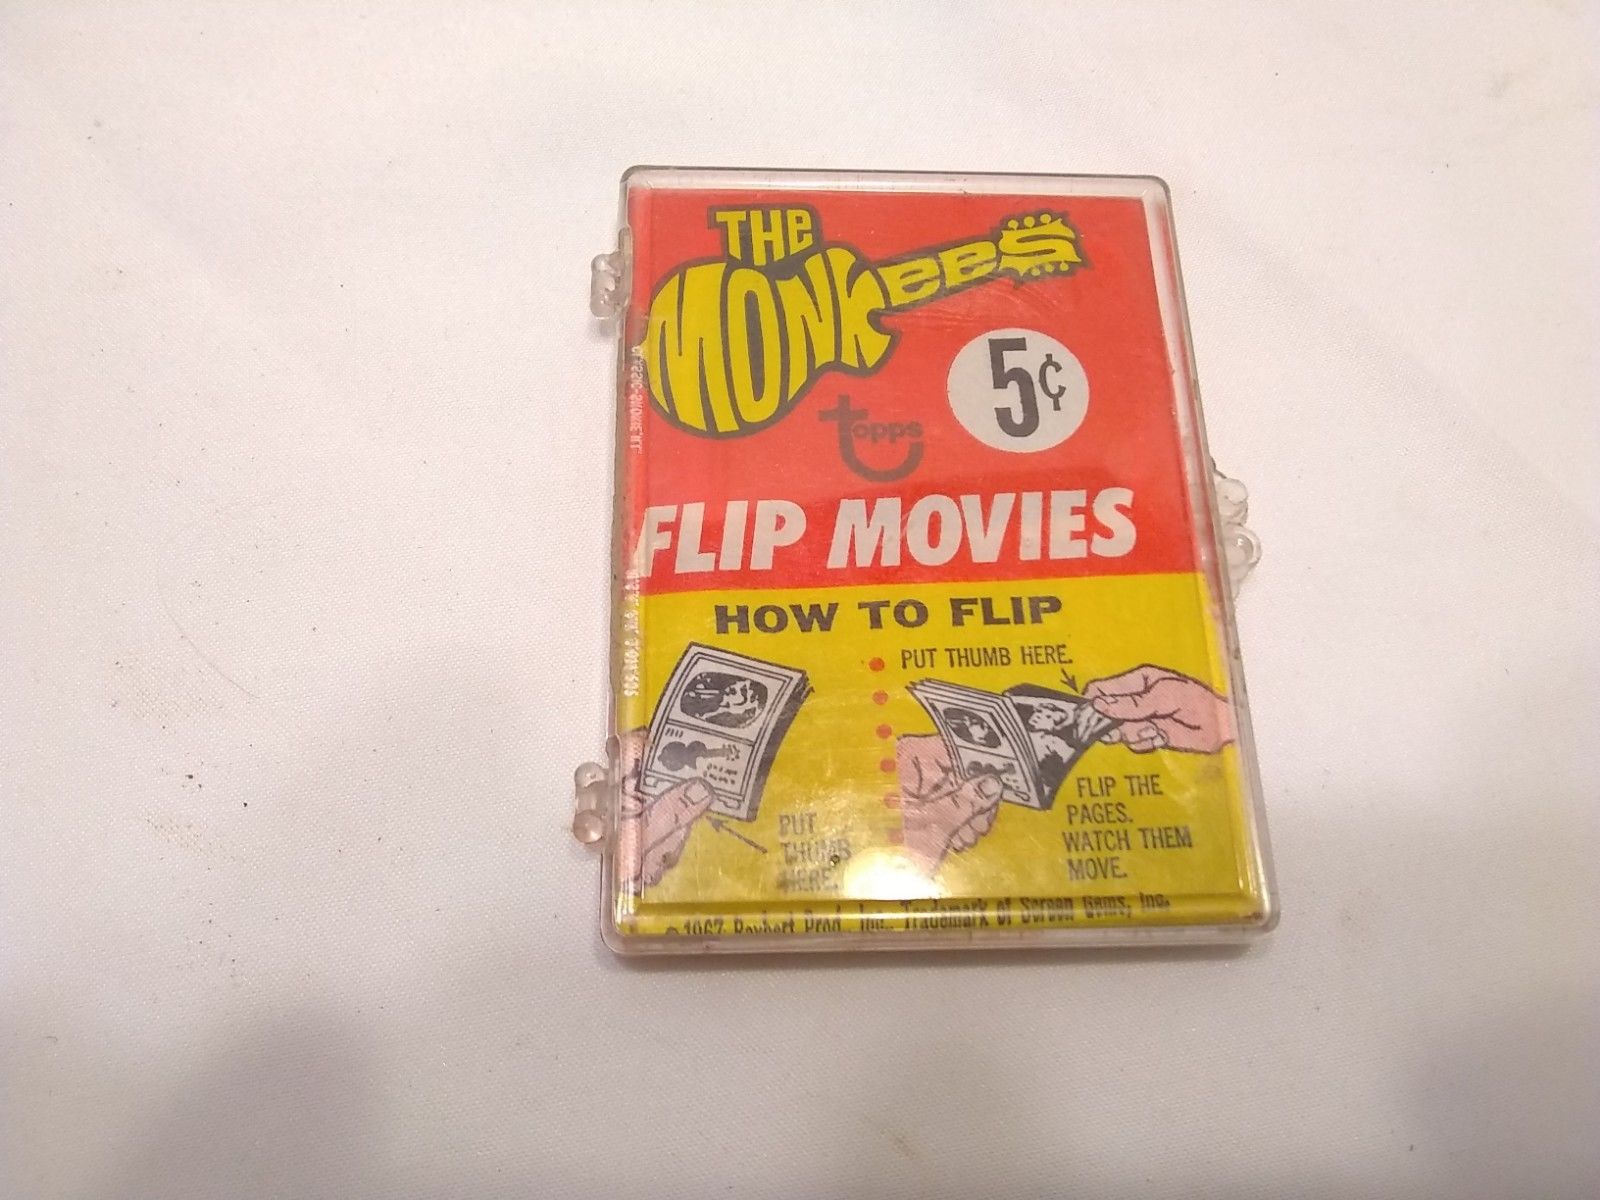 THE
MONKEES
5¢
topps
FLIP MOVIES
HOW TO FLIP
PUT THUMB HERE.
PUT
THUMB
HERE.
FLIP THE
PAGES.
WATCH THEM
MOVE.
© 1967 Raybert Prod., Inc., Trademark of Screen Gems, Inc.